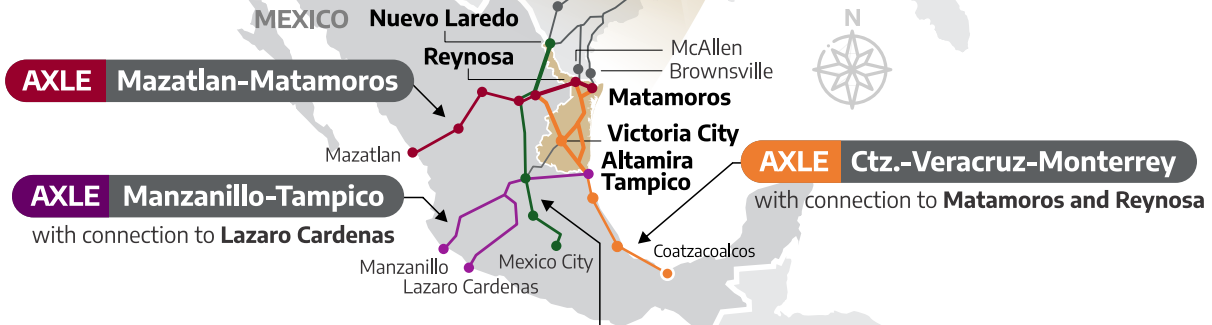 MEXICO
Nuevo Laredo
N
Reynosa
McAllen
Brownsville
AXLE Mazatlan-Matamoros
Matamoros
Victoria City
Mazatlan
Altamira
Tampico
AXLE Ctz.-Veracruz-Monterrey
with connection to Matamoros and Reynosa
AXLE Manzanillo-Tampico
with connection to Lazaro Cardenas
Coatzacoalcos
Manzanillo
Mexico City
Lazaro Cardenas